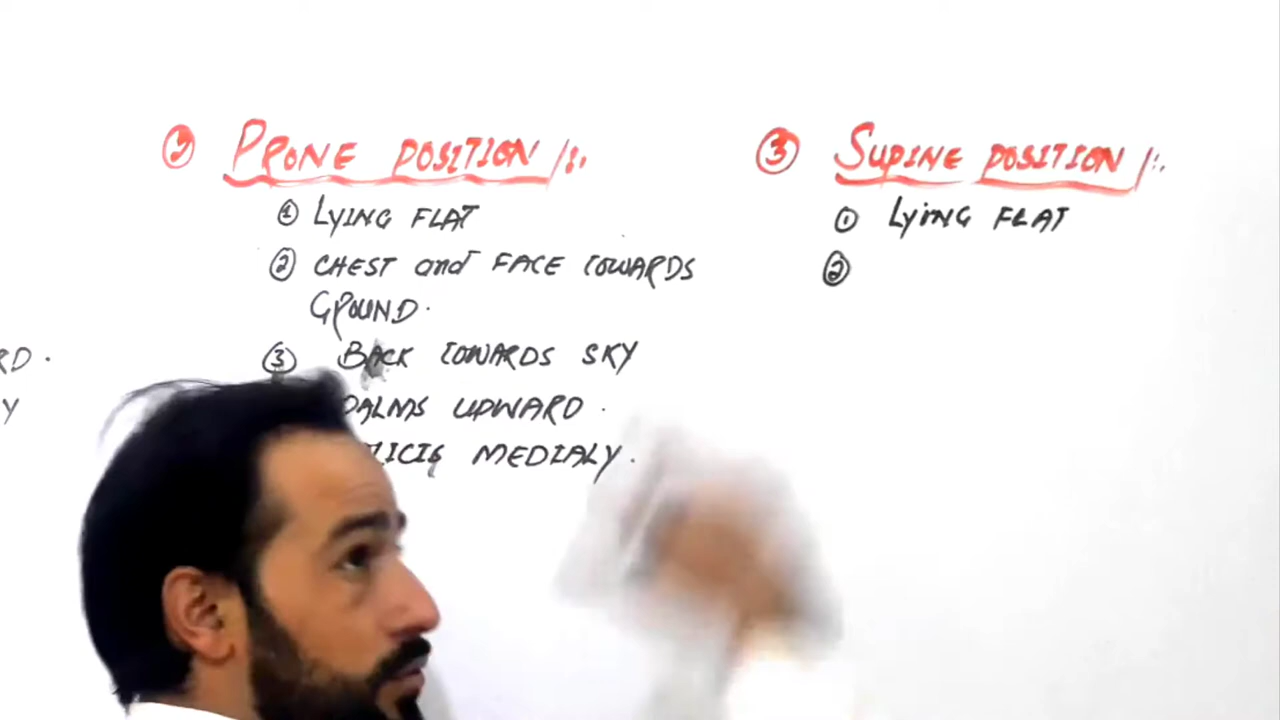 ② PRONE POSITION /:.
① LYING FLAT
② CHEST and FACE TOWARDS
GROUND.
③ BACK TOWARDS SKY
PALMS UPWARD .
MEDIALY.
③ SUPINE POSITION /:.
① LYING FLAT
②
RD.
Y